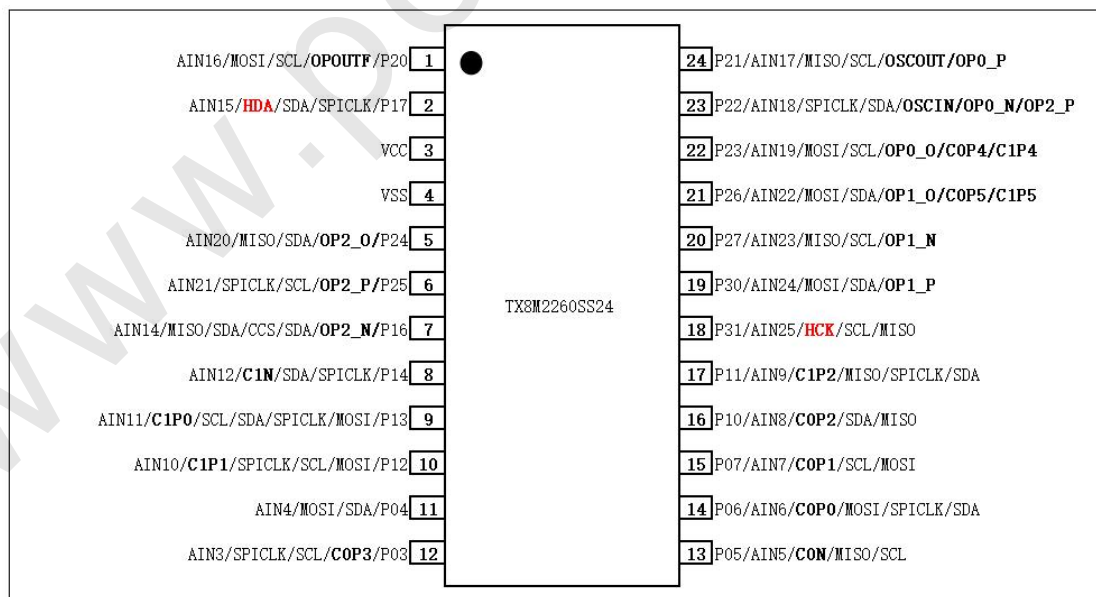 AIN16/MOSI/SCL/OPOUTF/P20 1
AIN15/HDA/SDA/SPICLK/P17 2
VCC 3
VSS 4
AIN20/MISO/SDA/OP2_O/P24 5
AIN21/SPICLK/SCL/OP2_P/P25 6
AIN14/MISO/SDA/CCS/SDA/OP2_N/P16 7
AIN12/C1N/SDA/SPICLK/P14 8
AIN11/C1P0/SCL/SDA/SPICLK/MOSI/P13 9
AIN10/C1P1/SPICLK/SCL/MOSI/P12 10
AIN4/MOSI/SDA/P04 11
AIN3/SPICLK/SCL/C0P3/P03 12
TX8M2260SS24
24 P21/AIN17/MISO/SCL/OSCOUT/OP0_P
23 P22/AIN18/SPICLK/SDA/OSCIN/OP0_N/OP2_P
22 P23/AIN19/MOSI/SCL/OP0_O/C0P4/C1P4
21 P26/AIN22/MOSI/SDA/OP1_O/C0P5/C1P5
20 P27/AIN23/MISO/SCL/OP1_N
19 P30/AIN24/MOSI/SDA/OP1_P
18 P31/AIN25/HCK/SCL/MISO
17 P11/AIN9/C1P2/MISO/SPICLK/SDA
16 P10/AIN8/C0P2/SDA/MISO
15 P07/AIN7/C0P1/SCL/MOSI
14 P06/AIN6/C0P0/MOSI/SPICLK/SDA
13 P05/AIN5/C0N/MISO/SCL
www.po